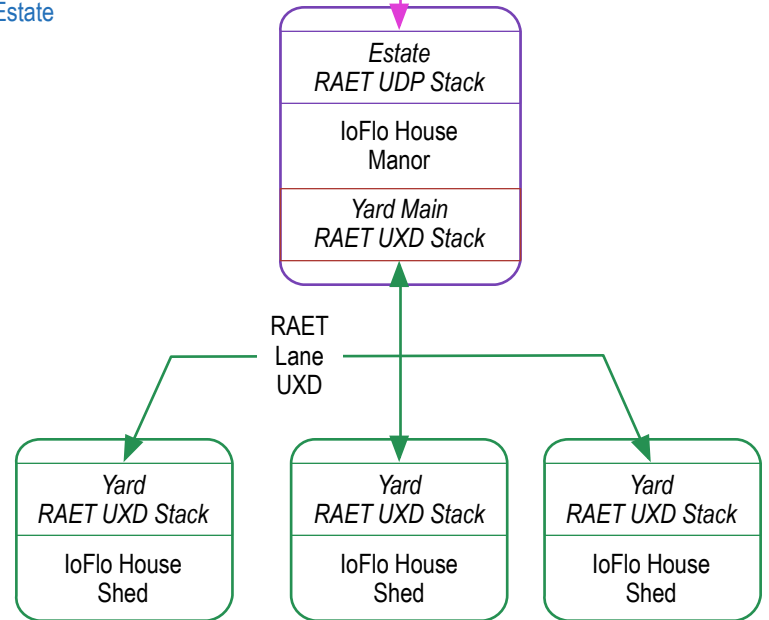 Estate
Estate
RAET UDP Stack
IoFlo House
Manor
Yard Main
RAET UXD Stack
RAET
Lane
UXD
Yard
RAET UXD Stack
IoFlo House
Shed
Yard
RAET UXD Stack
IoFlo House
Shed
Yard
RAET UXD Stack
IoFlo House
Shed